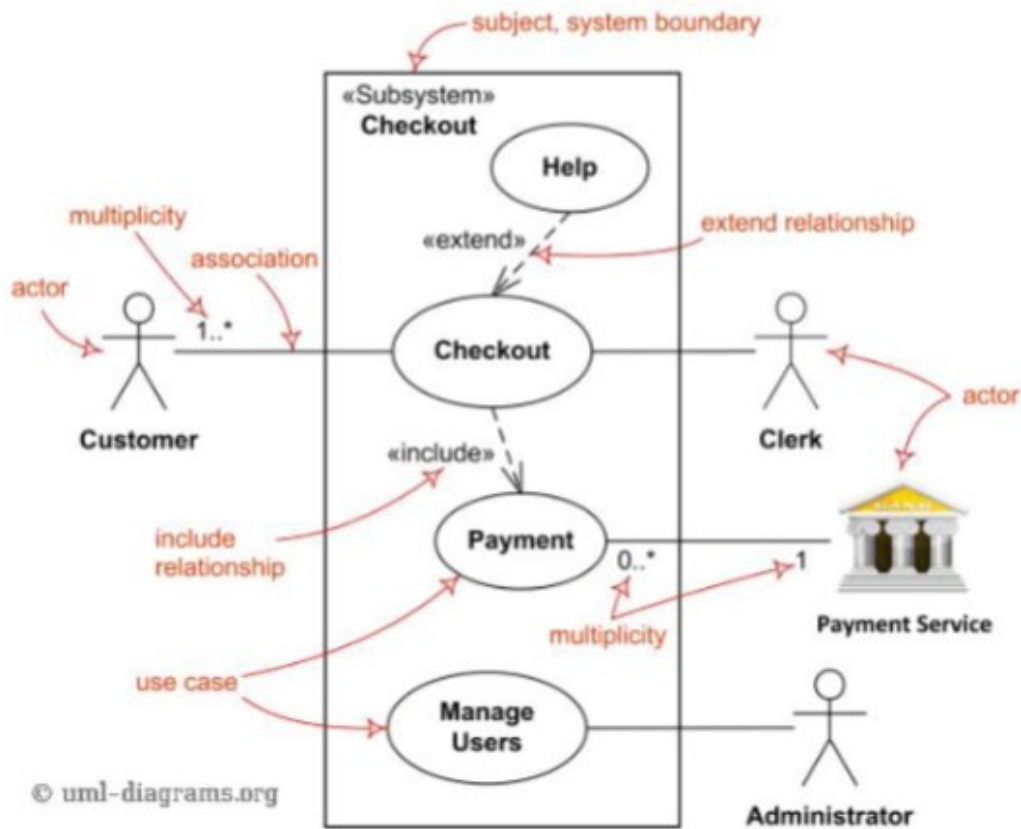 subject, system boundary
«Subsystem»
Checkout
Help
multiplicity
«extend»
extend relationship
association
actor
1..*
Checkout
Customer
Clerk
actor
«include»
BANK
include
relationship
Payment
0..*
1
multiplicity
Payment Service
use case
Manage
Users
© uml-diagrams.org
Administrator